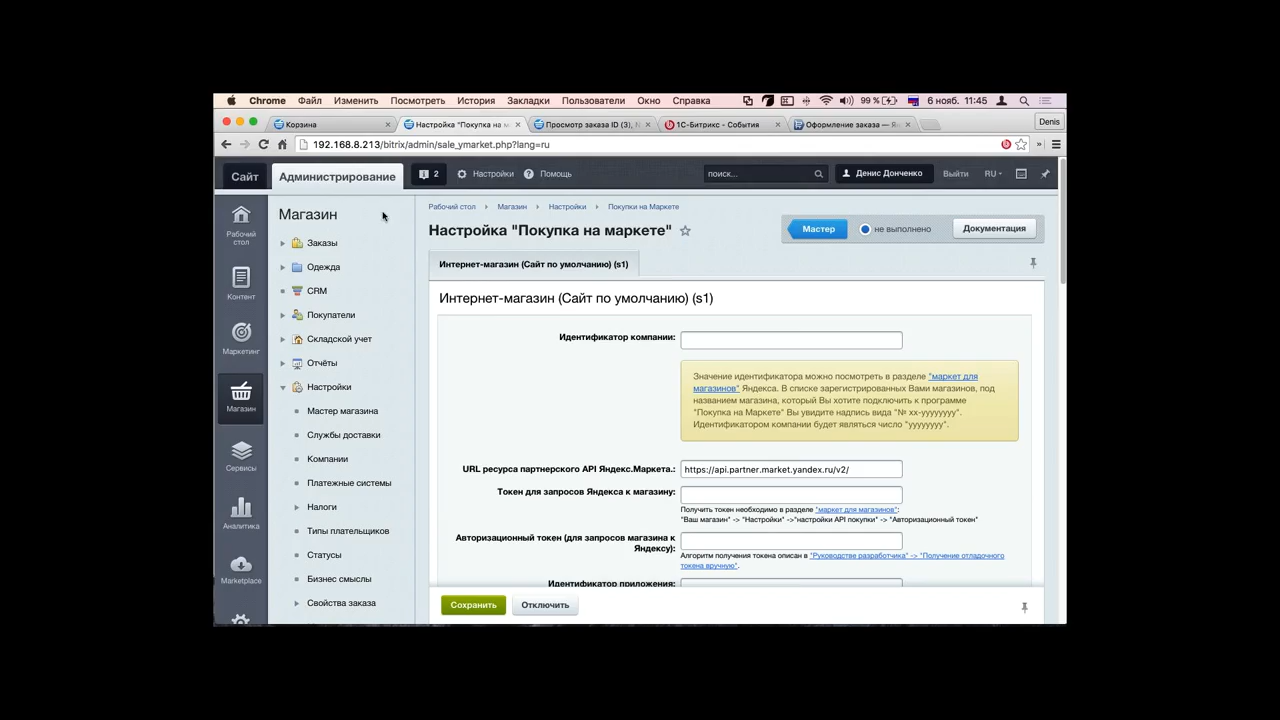 Chrome Файл Изменить Посмотреть История Закладки Пользователи Окно Справка 99 % 6 нояб. 11:45
Корзина Настройка "Покупка на м Просмотр заказа ID (3), N 1С-Битрикс - События Оформление заказа — Denis
192.168.8.213/bitrix/admin/sale_ymarket.php?lang=ru
Сайт Администрирование 2 Настройки Помощь поиск... Денис Донченко Выйти RU
Рабочий стол
Контент
Маркетинг
Магазин
Сервисы
Аналитика
Marketplace
Магазин
Заказы
Одежда
CRM
Покупатели
Складской учет
Отчёты
Настройки
Мастер магазина
Службы доставки
Компании
Платежные системы
Налоги
Типы плательщиков
Статусы
Бизнес смыслы
Свойства заказа
Рабочий стол Магазин Настройки Покупки на Маркете
Настройка "Покупка на маркете"
Мастер не выполнено Документация
Интернет-магазин (Сайт по умолчанию) (s1)
Интернет-магазин (Сайт по умолчанию) (s1)
Идентификатор компании:
Значение идентификатора можно посмотреть в разделе "маркет для
магазинов" Яндекса. В списке зарегистрированных Вами магазинов, под
названием магазина, который Вы хотите подключить к программе
"Покупка на Маркете" Вы увидите надпись вида "№ xx-yyyyyyyy".
Идентификатором компании будет являться число "yyyyyyyy".
URL ресурса партнерского API Яндекс.Маркета.: https://api.partner.market.yandex.ru/v2/
Токен для запросов Яндекса к магазину:
Получить токен необходимо в разделе "маркет для магазинов":
"Ваш магазин" -> "Настройки" ->"настройки API покупки" -> "Авторизационный токен"
Авторизационный токен (для запросов магазина к
Яндексу):
Алгоритм получения токена описан в "Руководстве разработчика" -> "Получение отладочного
токена вручную".
Идентификатор приложения:
Сохранить Отключить